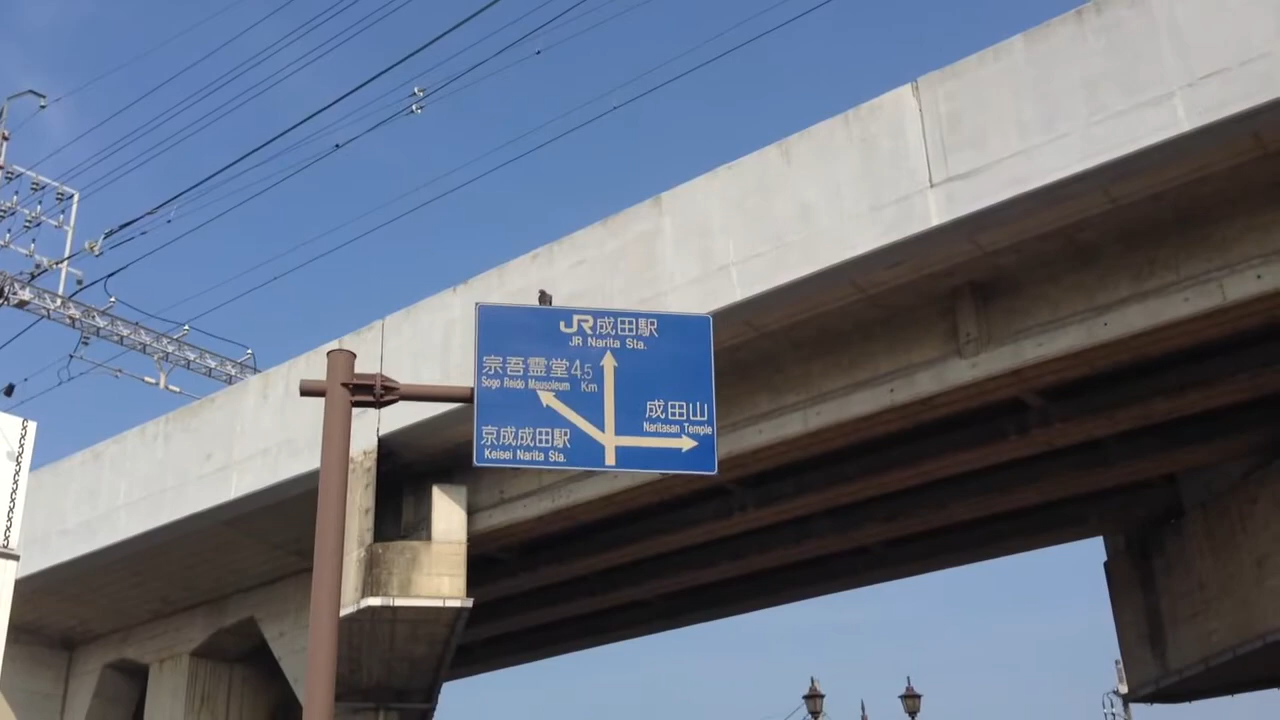 JR成田駅
JR Narita Sta.
宗吾霊堂4.5
Sogo Reido Mausoleum Km
成田山
Naritasan Temple
京成成田駅
Keisei Narita Sta.